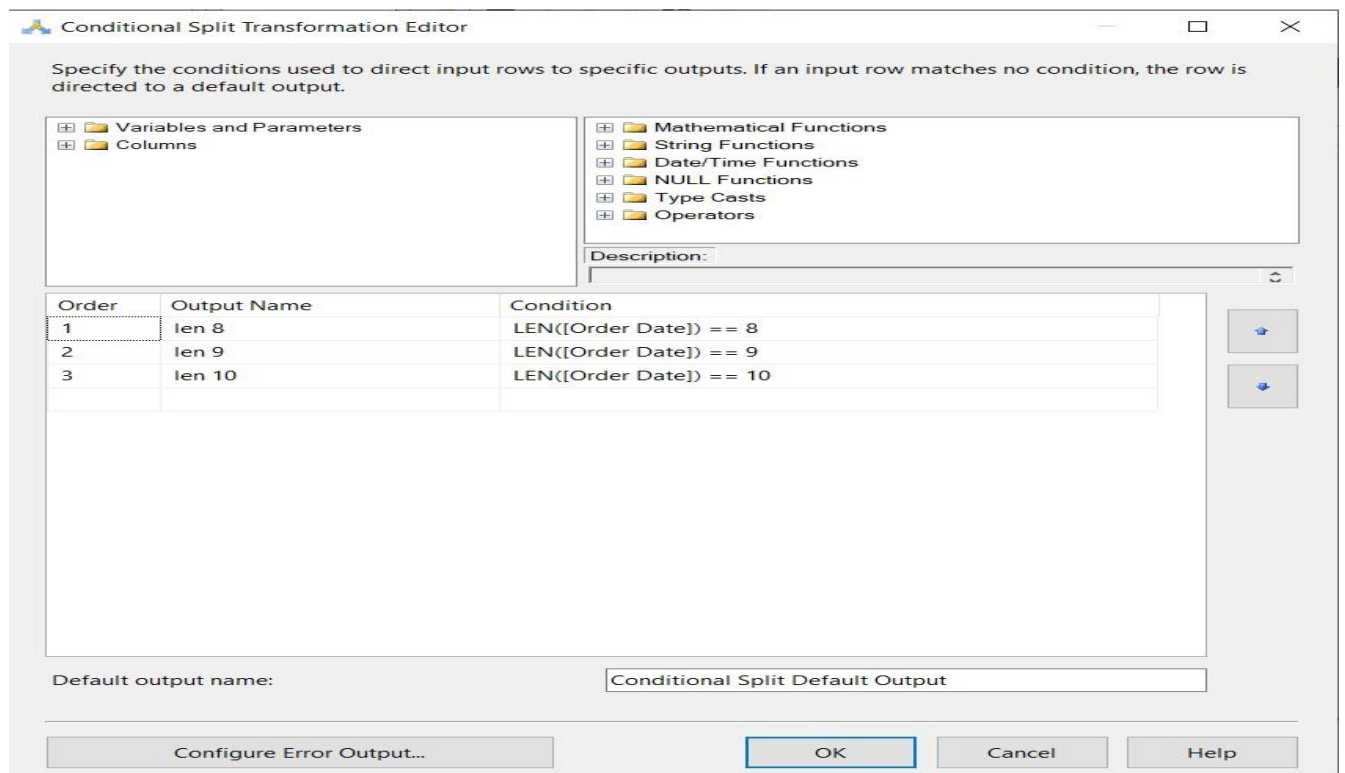 Conditional Split Transformation Editor
Specify the conditions used to direct input rows to specific outputs. If an input row matches no condition, the row is
directed to a default output.
Variables and Parameters
Columns
Mathematical Functions
String Functions
Date/Time Functions
NULL Functions
Type Casts
Operators
Description:
Order Output Name Condition
1 len 8 LEN([Order Date]) == 8
2 len 9 LEN([Order Date]) == 9
3 len 10 LEN([Order Date]) == 10
Default output name: Conditional Split Default Output
Configure Error Output... OK Cancel Help